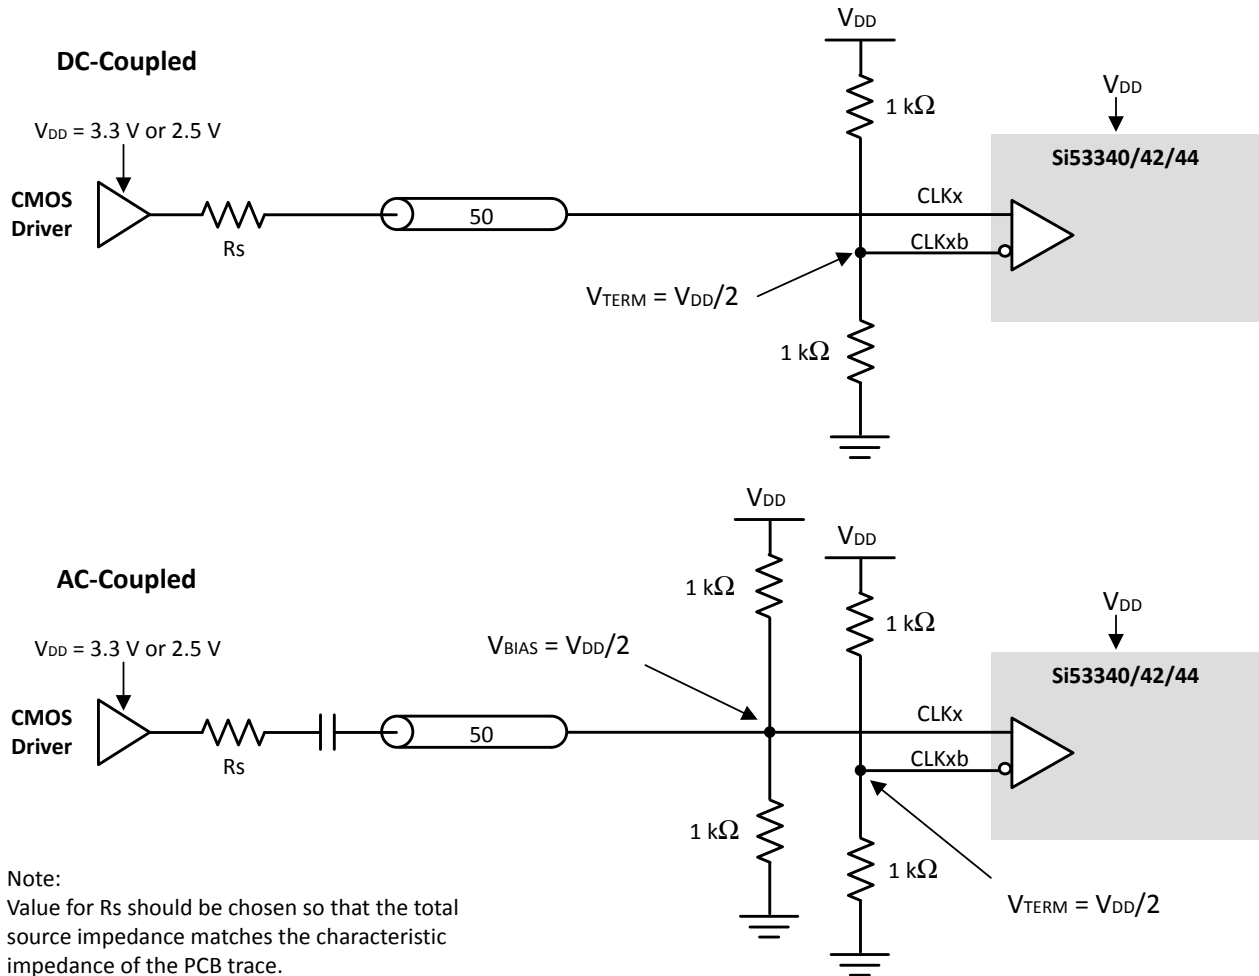 DC-Coupled
VDD = 3.3 V or 2.5 V
CMOS
Driver
Rs
50
VDD
1 kΩ
VTERM = VDD/2
1 kΩ
CLKx
CLKxb
VDD
Si53340/42/44
AC-Coupled
VDD = 3.3 V or 2.5 V
CMOS
Driver
Rs
50
VDD
1 kΩ
VBIAS = VDD/2
1 kΩ
VDD
1 kΩ
1 kΩ
VTERM = VDD/2
CLKx
CLKxb
VDD
Si53340/42/44
Note:
Value for Rs should be chosen so that the total
source impedance matches the characteristic
impedance of the PCB trace.